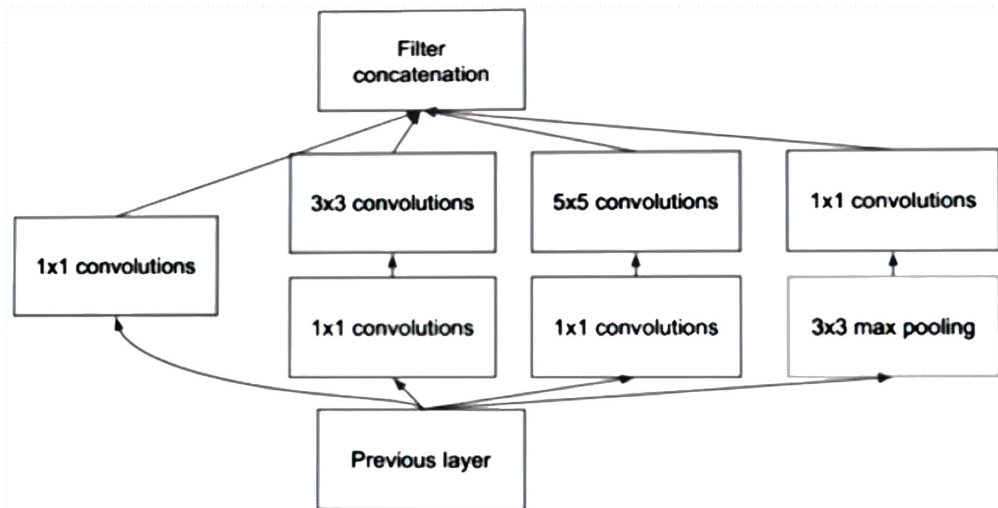 Filter
concatenation
3x3 convolutions
5x5 convolutions
1x1 convolutions
1x1 convolutions
1x1 convolutions
1x1 convolutions
3x3 max pooling
Previous layer